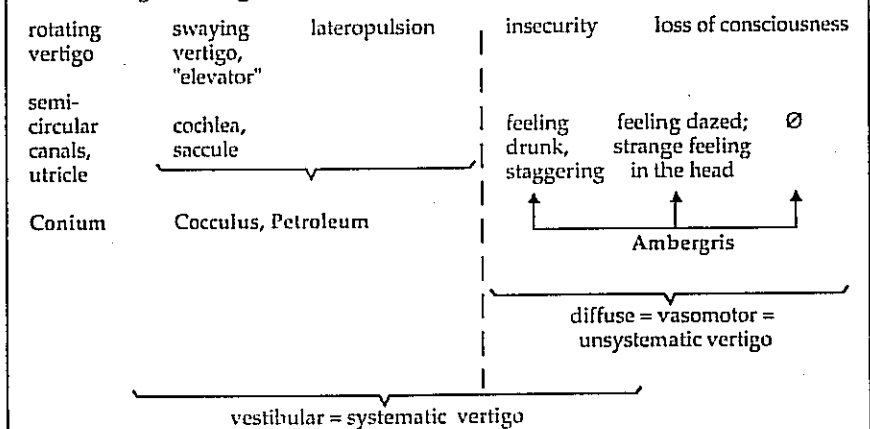 rotating swaying lateropulsion insecurity loss of consciousness
vertigo vertigo,
"elevator"
semi-
circular cochlea, feeling feeling dazed; Ø
canals, saccule drunk, strange feeling
utricle staggering in the head
Conium Cocculus, Petroleum
Ambergris
diffuse = vasomotor =
unsystematic vertigo
vestibular = systematic vertigo